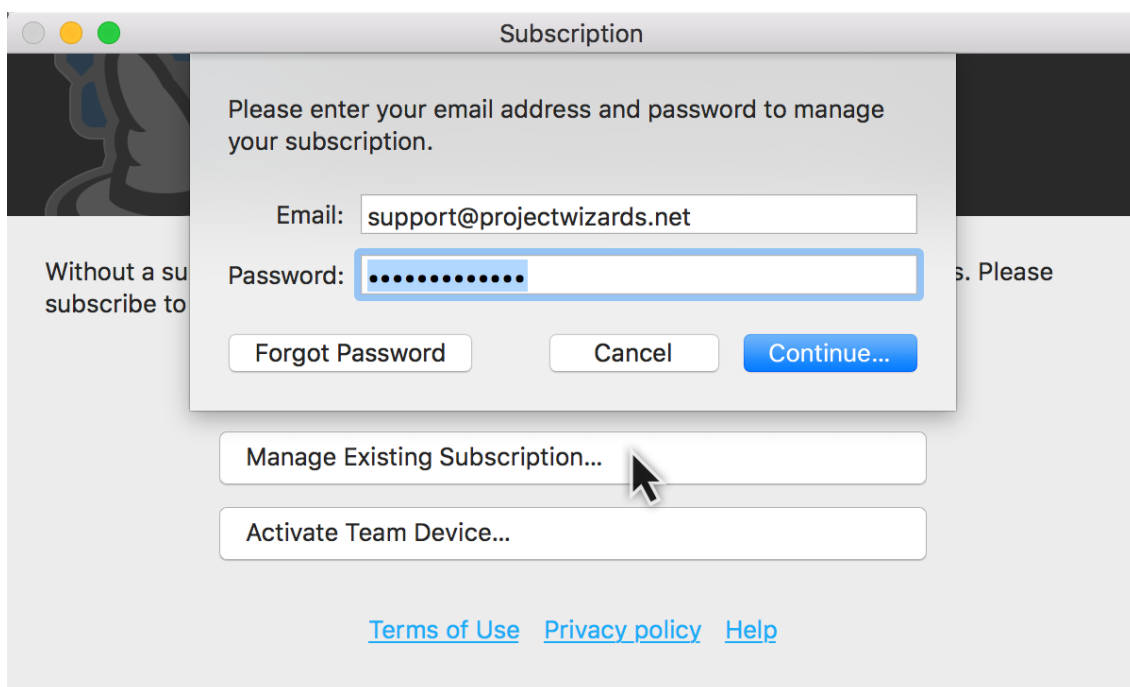 Subscription
Please enter your email address and password to manage
your subscription.
Email: support@projectwizards.net
Password: •••••••••••••
Without a su
s. Please
subscribe to
Forgot Password Cancel Continue...
Manage Existing Subscription...
Activate Team Device...
Terms of Use Privacy policy Help